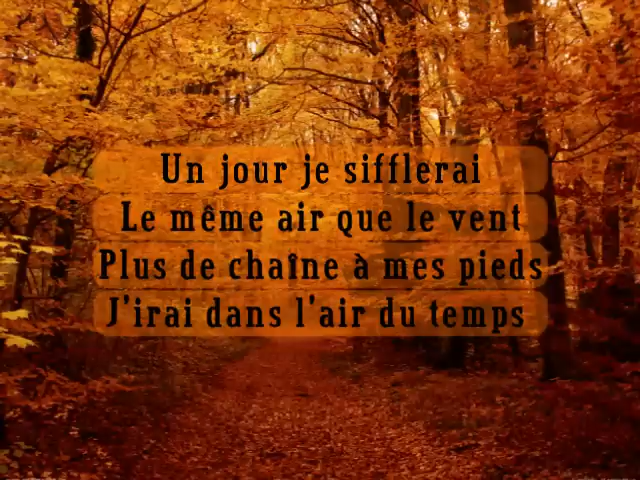 Un jour je sifflerai
Le même air que le vent
Plus de chaîne à mes pieds
J'irai dans l'air du temps